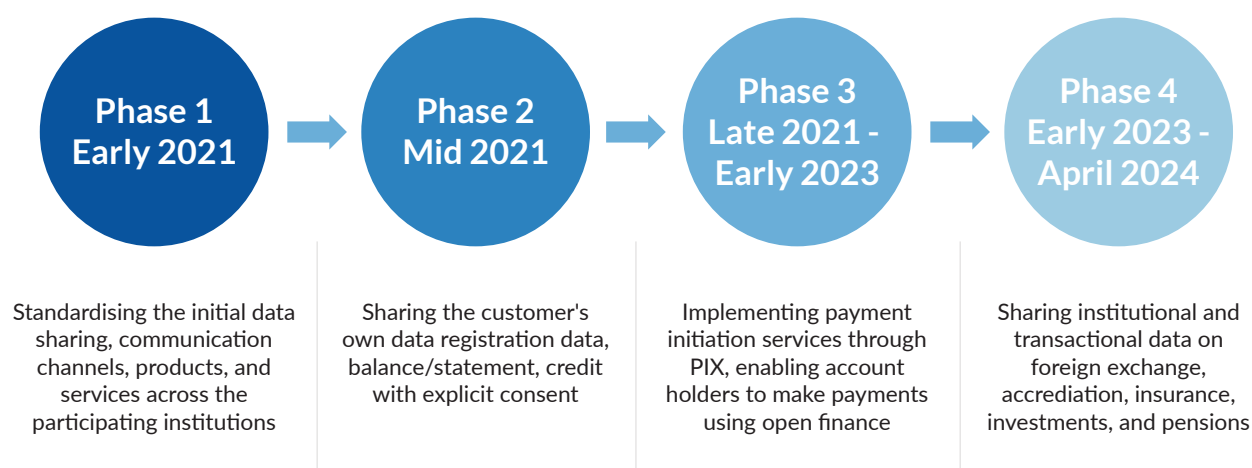 Phase 1
Early 2021
Phase 2
Mid 2021
Phase 3
Late 2021 -
Early 2023
Phase 4
Early 2023 -
April 2024
Standardising the initial data
sharing, communication
channels, products, and
services across the
participating institutions
Sharing the customer's
own data registration data,
balance/statement, credit
with explicit consent
Implementing payment
initiation services through
PIX, enabling account
holders to make payments
using open finance
Sharing institutional and
transactional data on
foreign exchange,
accrediation, insurance,
investments, and pensions